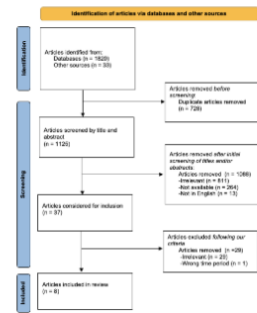 Identification of articles via databases and other sources
Identification
Articles identified from:
Databases (n = 1820)
Other sources (n = 33)
Articles removed before
screening:
Duplicate articles removed
(n = 728)
Screening
Articles screened by title and
abstract
(n = 1125)
Articles removed after initial
screening of titles and/or
abstracts
Articles removed (n = 1088)
-Irrelevant (n = 811)
-Not available (n = 264)
-Not in English (n = 13)
Articles considered for inclusion
(n = 37)
Articles excluded following our
criteria
Articles removed (n =29)
-Irrelevant (n = 28)
-Wrong time period (n = 1)
Included
Articles included in review
(n = 8)